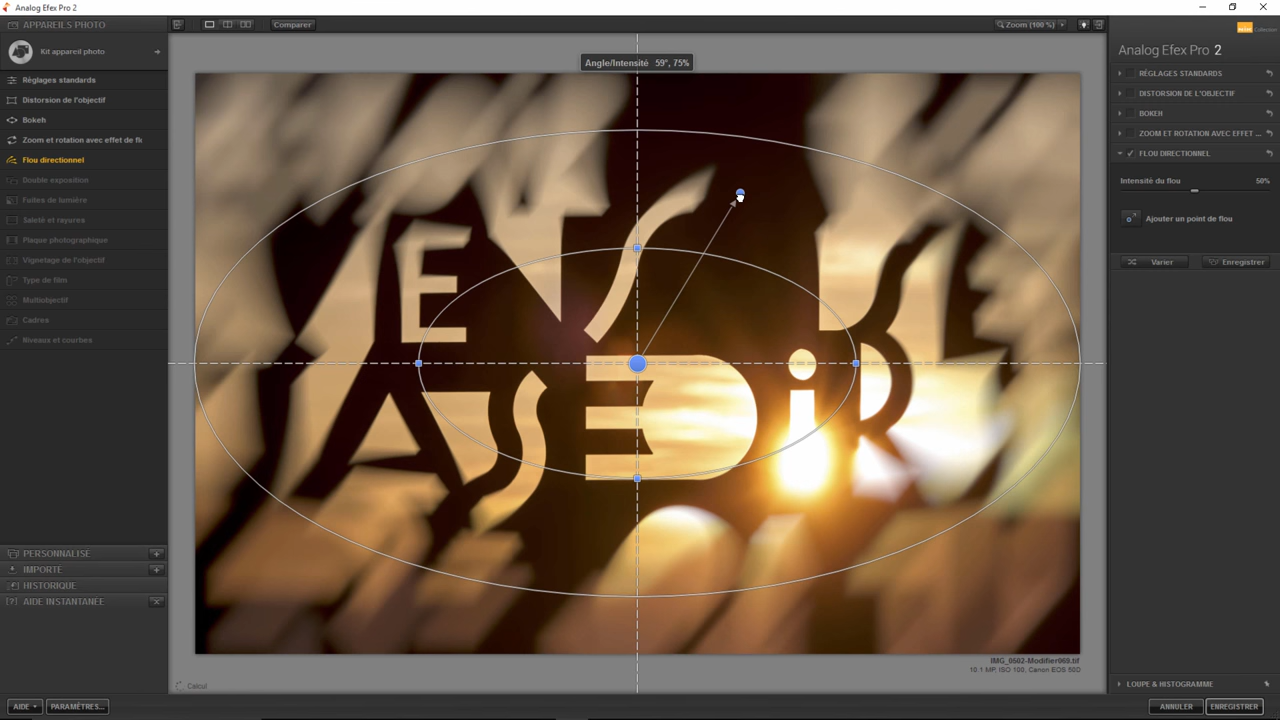 Analog Efex Pro 2
APPAREILS PHOTO
Comparer
Zoom (100 %)
Kit appareil photo
Réglages standards
Distorsion de l'objectif
Bokeh
Zoom et rotation avec effet de flo
Flou directionnel
Double exposition
Fuites de lumière
Saleté et rayures
Plaque photographique
Vignetage de l'objectif
Type de film
Multiobjectif
Cadres
Niveaux et courbes
PERSONNALISÉ
IMPORTÉ
HISTORIQUE
[?] AIDE INSTANTANÉE
AIDE
PARAMÈTRES...
Angle/Intensité 59°, 75%
ENS
ASE DiR
Calcul
IMG_0502-Modifier969.tif
10.1 MP, ISO 100, Canon EOS 50D
Collection
Analog Efex Pro 2
RÉGLAGES STANDARDS
DISTORSION DE L'OBJECTIF
BOKEH
ZOOM ET ROTATION AVEC EFFET ...
FLOU DIRECTIONNEL
Intensité du flou 50%
Ajouter un point de flou
Varier
Enregistrer
LOUPE & HISTOGRAMME
ANNULER
ENREGISTRER